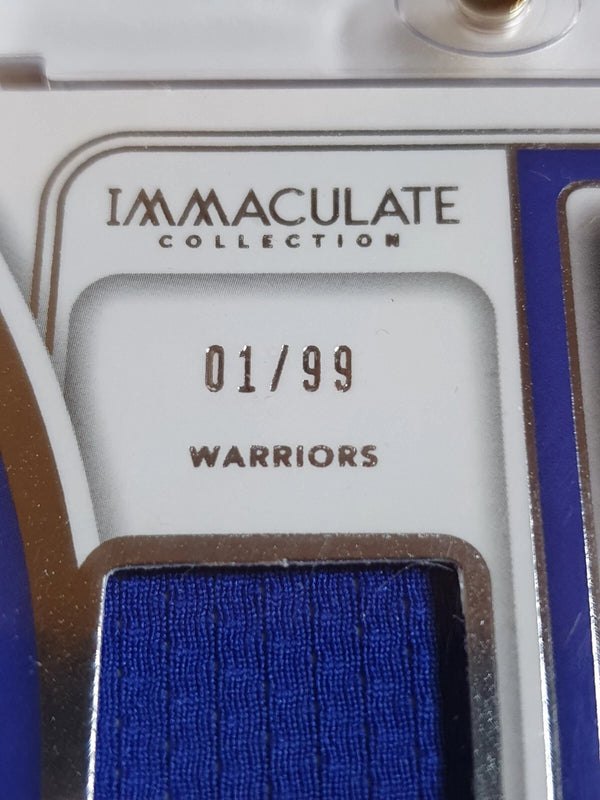 IMMACULATE
COLLECTION
01/99
WARRIORS